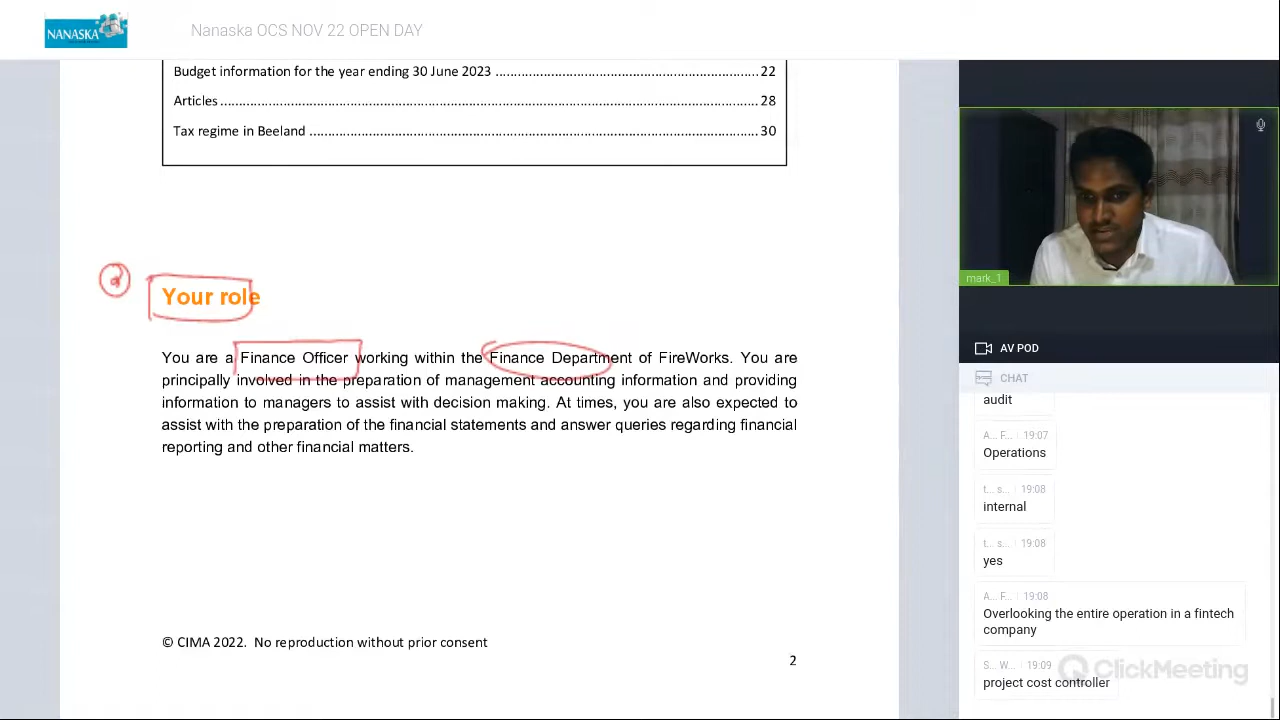 NANASKA
Nanaska OCS NOV 22 OPEN DAY
Budget information for the year ending 30 June 2023 ................................................................ 22
Articles ................................................................................................................................ 28
Tax regime in Beeland ......................................................................................................... 30
Your role
You are a Finance Officer working within the Finance Department of FireWorks. You are
principally involved in the preparation of management accounting information and providing
information to managers to assist with decision making. At times, you are also expected to
assist with the preparation of the financial statements and answer queries regarding financial
reporting and other financial matters.
© CIMA 2022. No reproduction without prior consent
2
mark_1
AV POD
CHAT
audit
A... F... 19:07
Operations
t... s... 19:08
internal
t... s... 19:08
yes
A... F... 19:08
Overlooking the entire operation in a fintech
company
S... W... 19:09
project cost controller
ClickMeeting